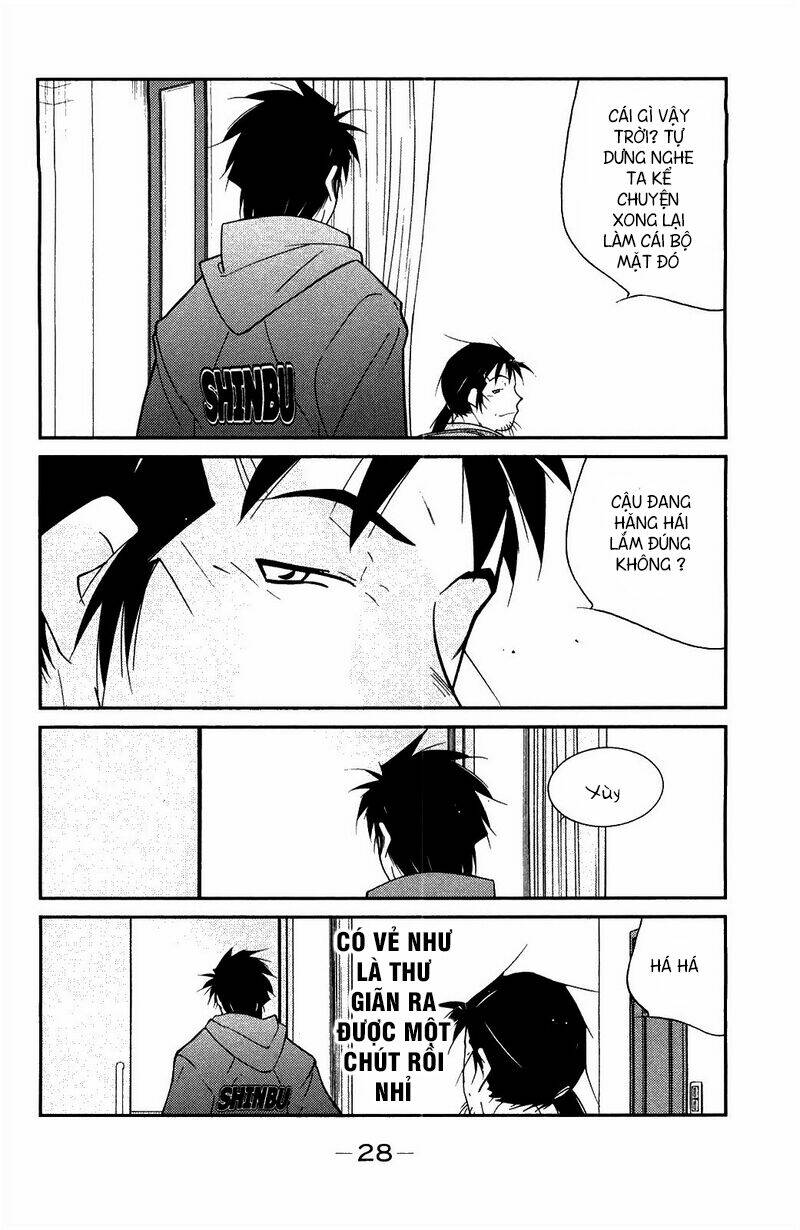 CÁI GÌ VẬY
TRỜI? TỰ
DƯNG NGHE
TA KỂ
CHUYỆN
XONG LẠI
LÀM CÁI BỘ
MẶT ĐÓ
SHINBU
CẬU ĐANG
HĂNG HÁI
LẮM ĐÚNG
KHÔNG ?
Xùy
CÓ VẺ NHƯ
LÀ THƯ
GIÃN RA
ĐƯỢC MỘT
CHÚT RỒI
NHỈ
HÁ HÁ
SHINBU
－28－